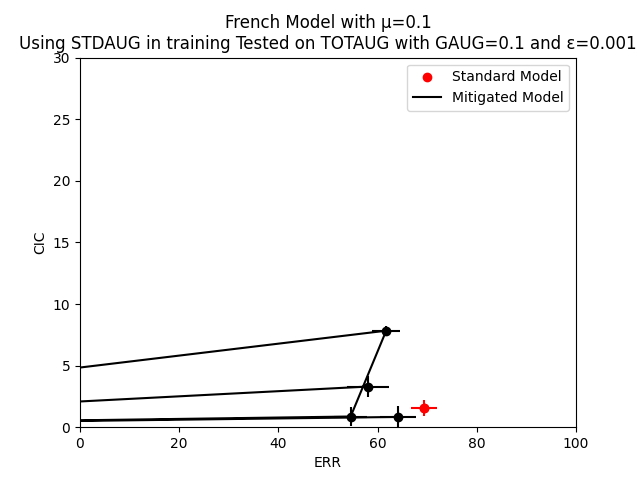 French Model with μ=0.1
Using STDAUG in training Tested on TOTAUG with GAUG=0.1 and ε=0.001
Standard Model
Mitigated Model
30
25
20
15
10
5
0
CIC
0 20 40 60 80 100
ERR